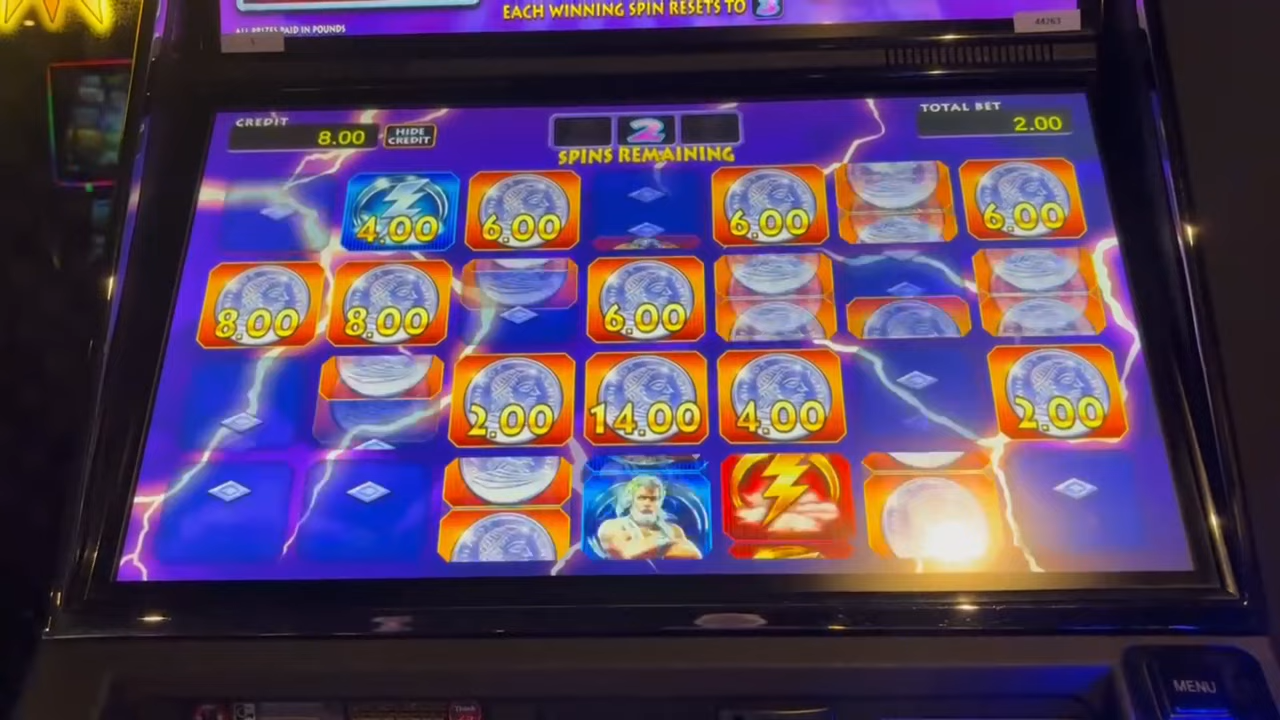 EACH WINNING SPIN RESETS TO 3
ALL PRIZES PAID IN POUNDS
1
44263
CREDIT
8.00
HIDE CREDIT
2
SPINS REMAINING
TOTAL BET
2.00
4.00
6.00
6.00
6.00
8.00
8.00
6.00
2.00
14.00
4.00
2.00
MENU